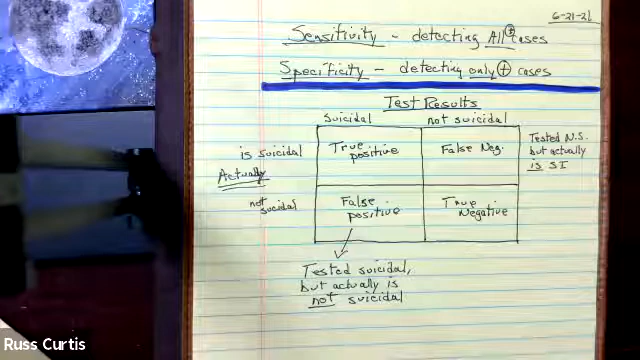 6-21-21
Sensitivity - detecting All ⊕ cases
Specificity - detecting only ⊕ cases
Test Results
suicidal not suicidal
is suicidal
Actually
not suicidal
True positive
False Neg.
False positive
True Negative
Tested N.S.
but actually
is SI
Tested suicidal,
but actually is
not suicidal
Russ Curtis